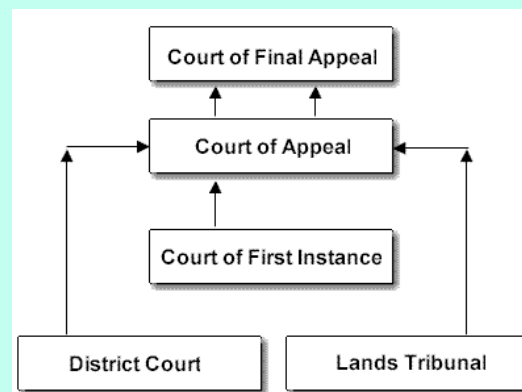 Court of Final Appeal
Court of Appeal
Court of First Instance
District Court
Lands Tribunal